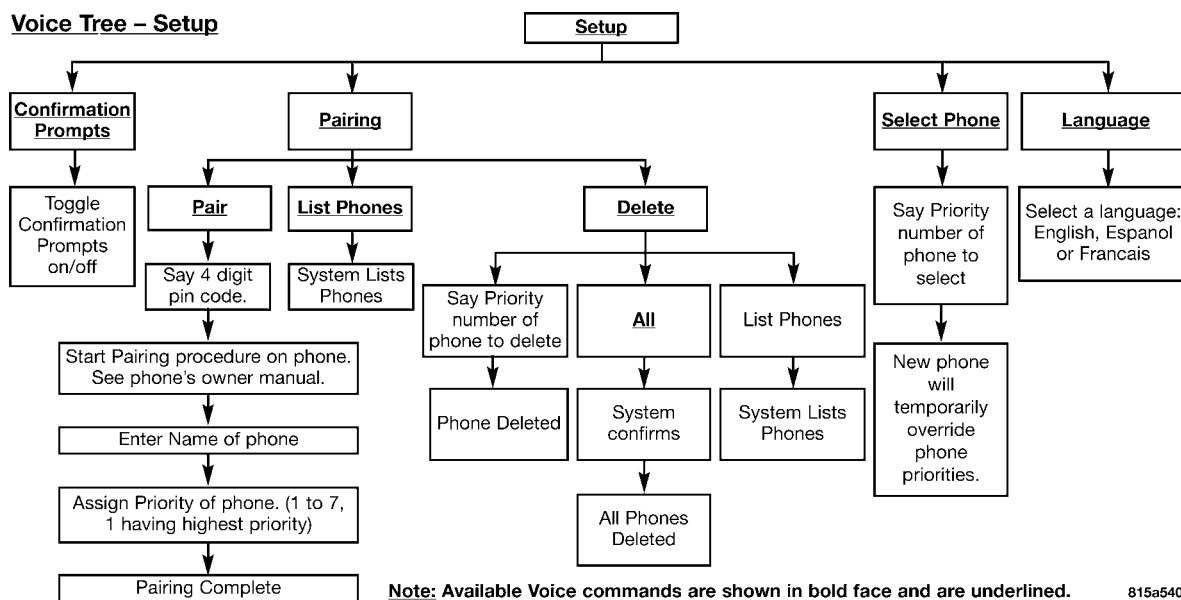 Voice Tree – Setup
Setup
Confirmation
Prompts
Pairing
Select Phone
Language
Toggle
Confirmation
Prompts
on/off
Pair
List Phones
Delete
Say Priority
number of
phone to
select
Select a language:
English, Espanol
or Francais
Say 4 digit
pin code.
System Lists
Phones
Say Priority
number of
phone to delete
All
List Phones
Start Pairing procedure on phone.
See phone's owner manual.
New phone
will
temporarily
override
phone
priorities.
Phone Deleted
System
confirms
System Lists
Phones
Enter Name of phone
Assign Priority of phone. (1 to 7,
1 having highest priority)
All Phones
Deleted
Pairing Complete
Note: Available Voice commands are shown in bold face and are underlined.
815a540